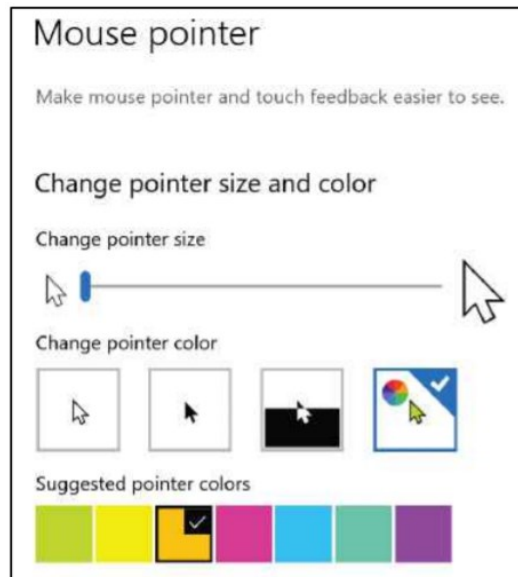 Mouse pointer
Make mouse pointer and touch feedback easier to see.
Change pointer size and color
Change pointer size
Change pointer color
Suggested pointer colors